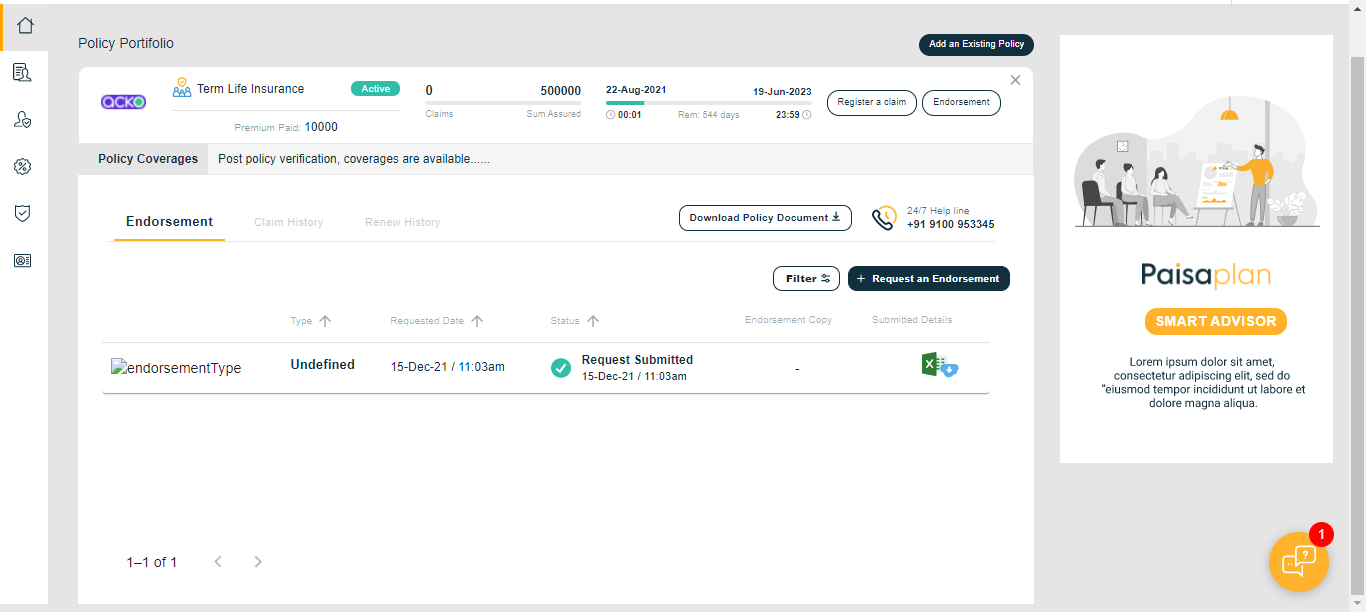 Policy Portifolio
Add an Existing Policy
acko
Term Life Insurance
Active
Premium Paid: 10000
0
500000
Claims
Sum Assured
22-Aug-2021
19-Jun-2023
00:01
Rem: 544 days
23:59
Register a claim
Endorsement
Policy Coverages
Post policy verification, coverages are available......
Endorsement
Claim History
Renew History
Download Policy Document
24/7 Help line
+91 9100 953345
Filter
+ Request an Endorsement
Type
Requested Date
Status
Endorsement Copy
Submitted Details
endorsementType
Undefined
15-Dec-21 / 11:03am
Request Submitted
15-Dec-21 / 11:03am
-
X
1–1 of 1
Paisaplan
SMART ADVISOR
Lorem ipsum dolor sit amet,
consectetur adipiscing elit, sed do
“eiusmod tempor incididunt ut labore et
dolore magna aliqua.
1
?